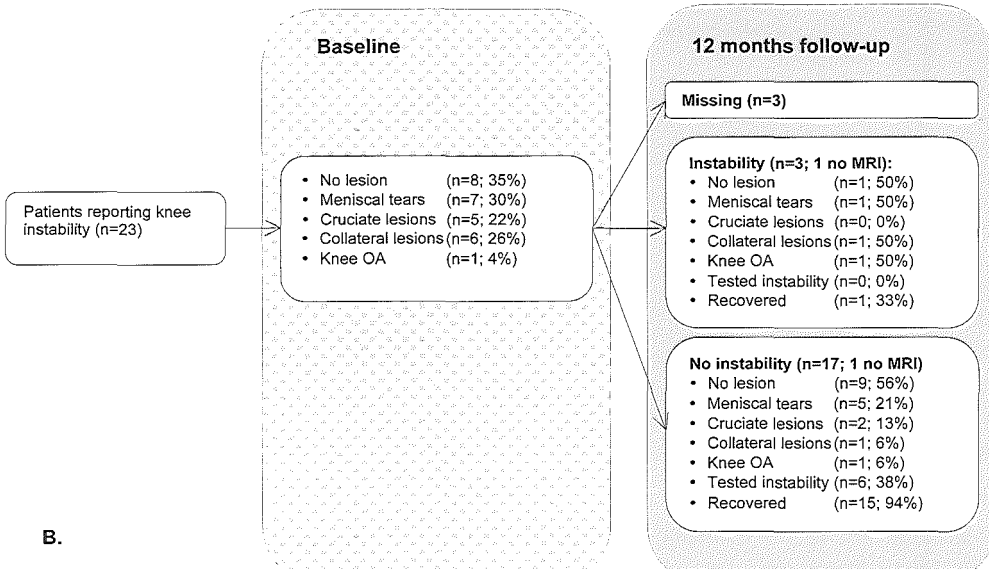 Baseline
12 months follow-up
Patients reporting knee
instability (n=23)
• No lesion (n=8; 35%)
• Meniscal tears (n=7; 30%)
• Cruciate lesions (n=5; 22%)
• Collateral lesions (n=6; 26%)
• Knee OA (n=1; 4%)
Missing (n=3)
Instability (n=3; 1 no MRI):
• No lesion (n=1; 50%)
• Meniscal tears (n=1; 50%)
• Cruciate lesions (n=0; 0%)
• Collateral lesions (n=1; 50%)
• Knee OA (n=1; 50%)
• Tested instability (n=0; 0%)
• Recovered (n=1; 33%)
No instability (n=17; 1 no MRI)
• No lesion (n=9; 56%)
• Meniscal tears (n=5; 21%)
• Cruciate lesions (n=2; 13%)
• Collateral lesions (n=1; 6%)
• Knee OA (n=1; 6%)
• Tested instability (n=6; 38%)
• Recovered (n=15; 94%)
B.